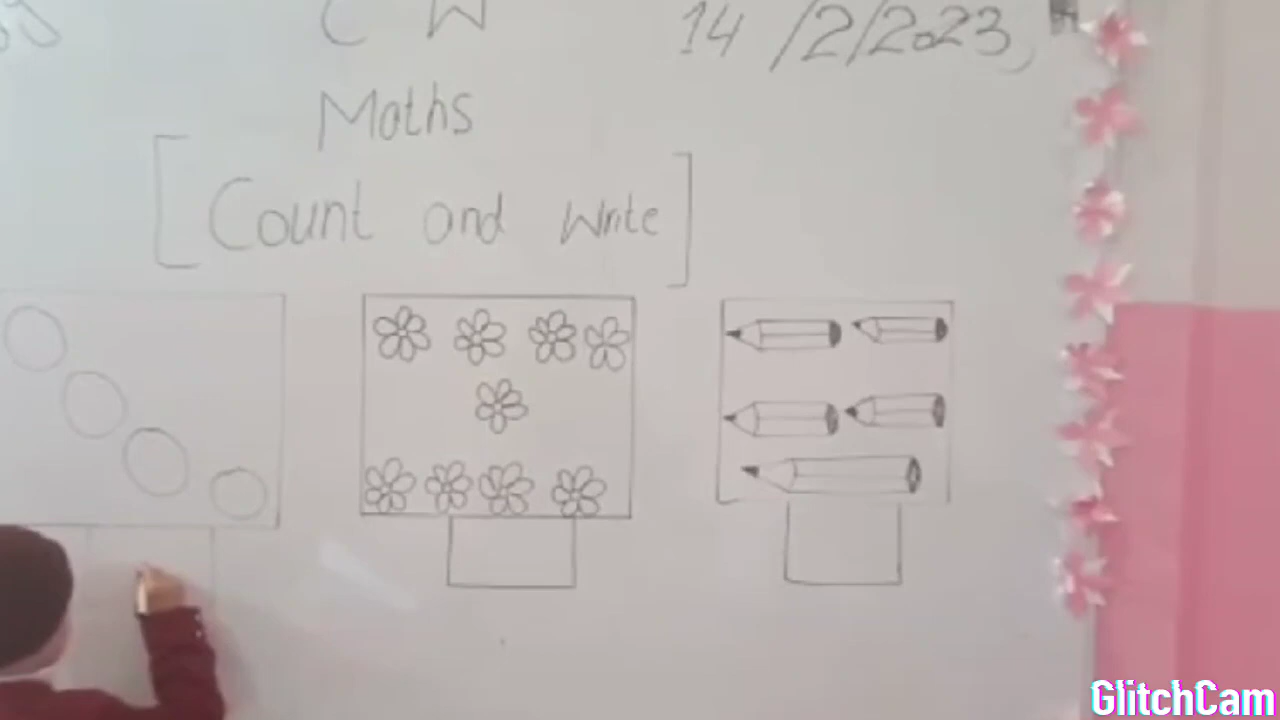 C W 14/2/2023
Maths
[Count and Write]
GlitchCam